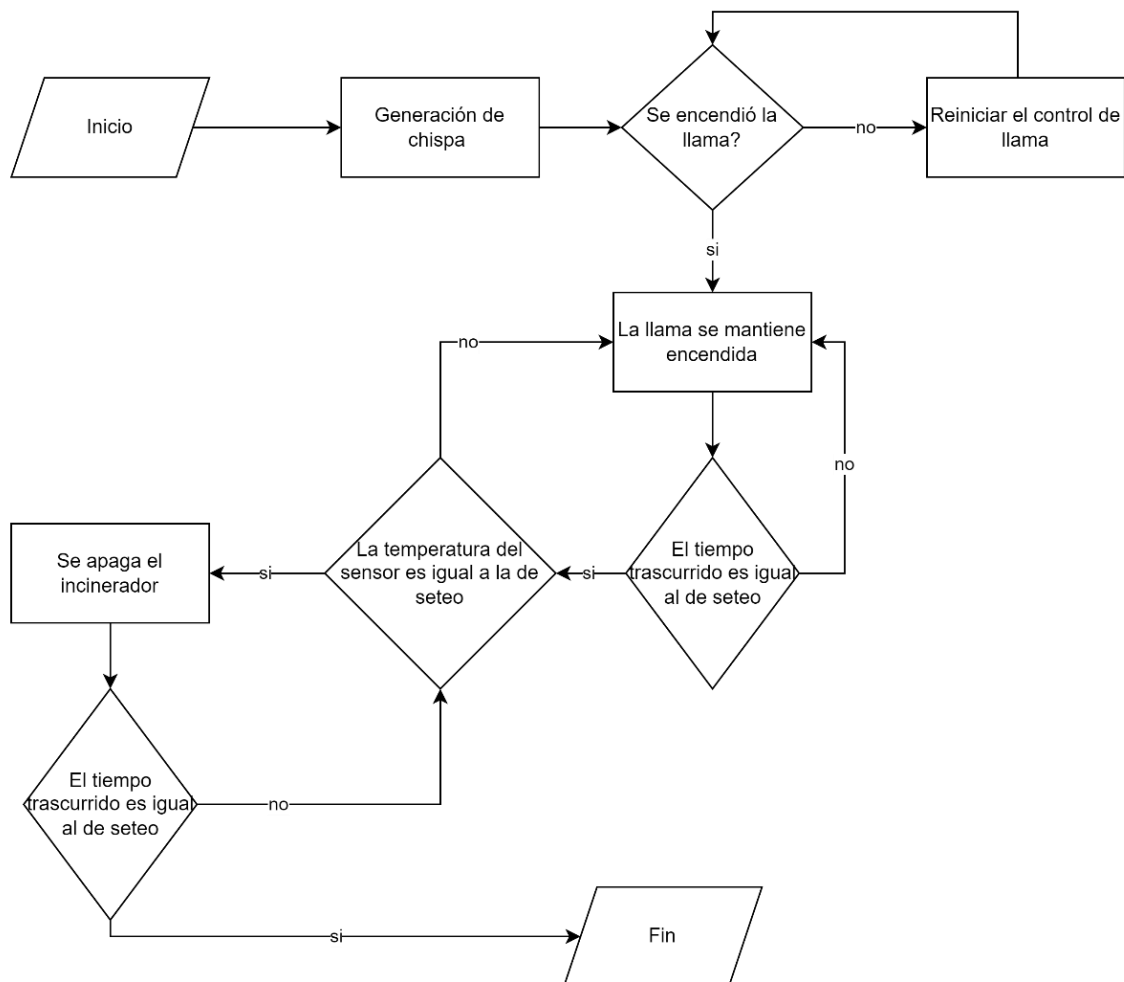 Inicio
Generación de
chispa
Se encendió la
llama?
no
Reiniciar el control de
llama
si
La llama se mantiene
encendida
no
no
El tiempo
trascurrido es igual
al de seteo
si
La temperatura del
sensor es igual a la de
seteo
si
Se apaga el
incinerador
El tiempo
trascurrido es igual
al de seteo
no
si
Fin